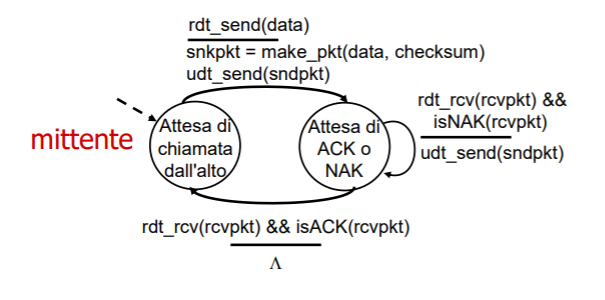 rdt_send(data)
snkpkt = make_pkt(data, checksum)
udt_send(sndpkt)
mittente
Attesa di
chiamata
dall'alto
Attesa di
ACK o
NAK
rdt_rcv(rcvpkt) &&
isNAK(rcvpkt)
udt_send(sndpkt)
rdt_rcv(rcvpkt) && isACK(rcvpkt)
Λ